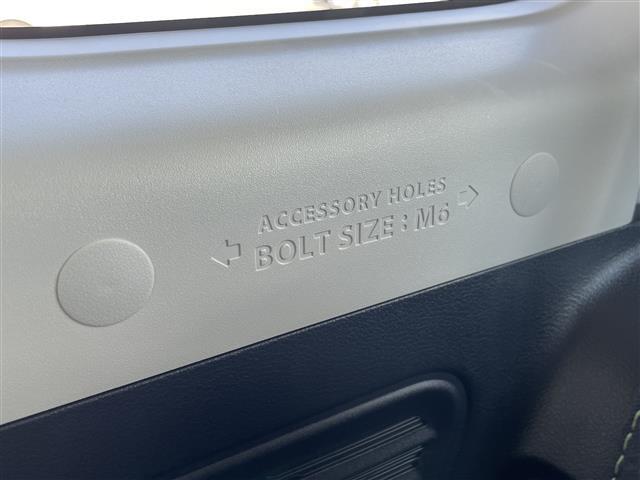 ACCESSORY HOLES
BOLT SIZE : M6